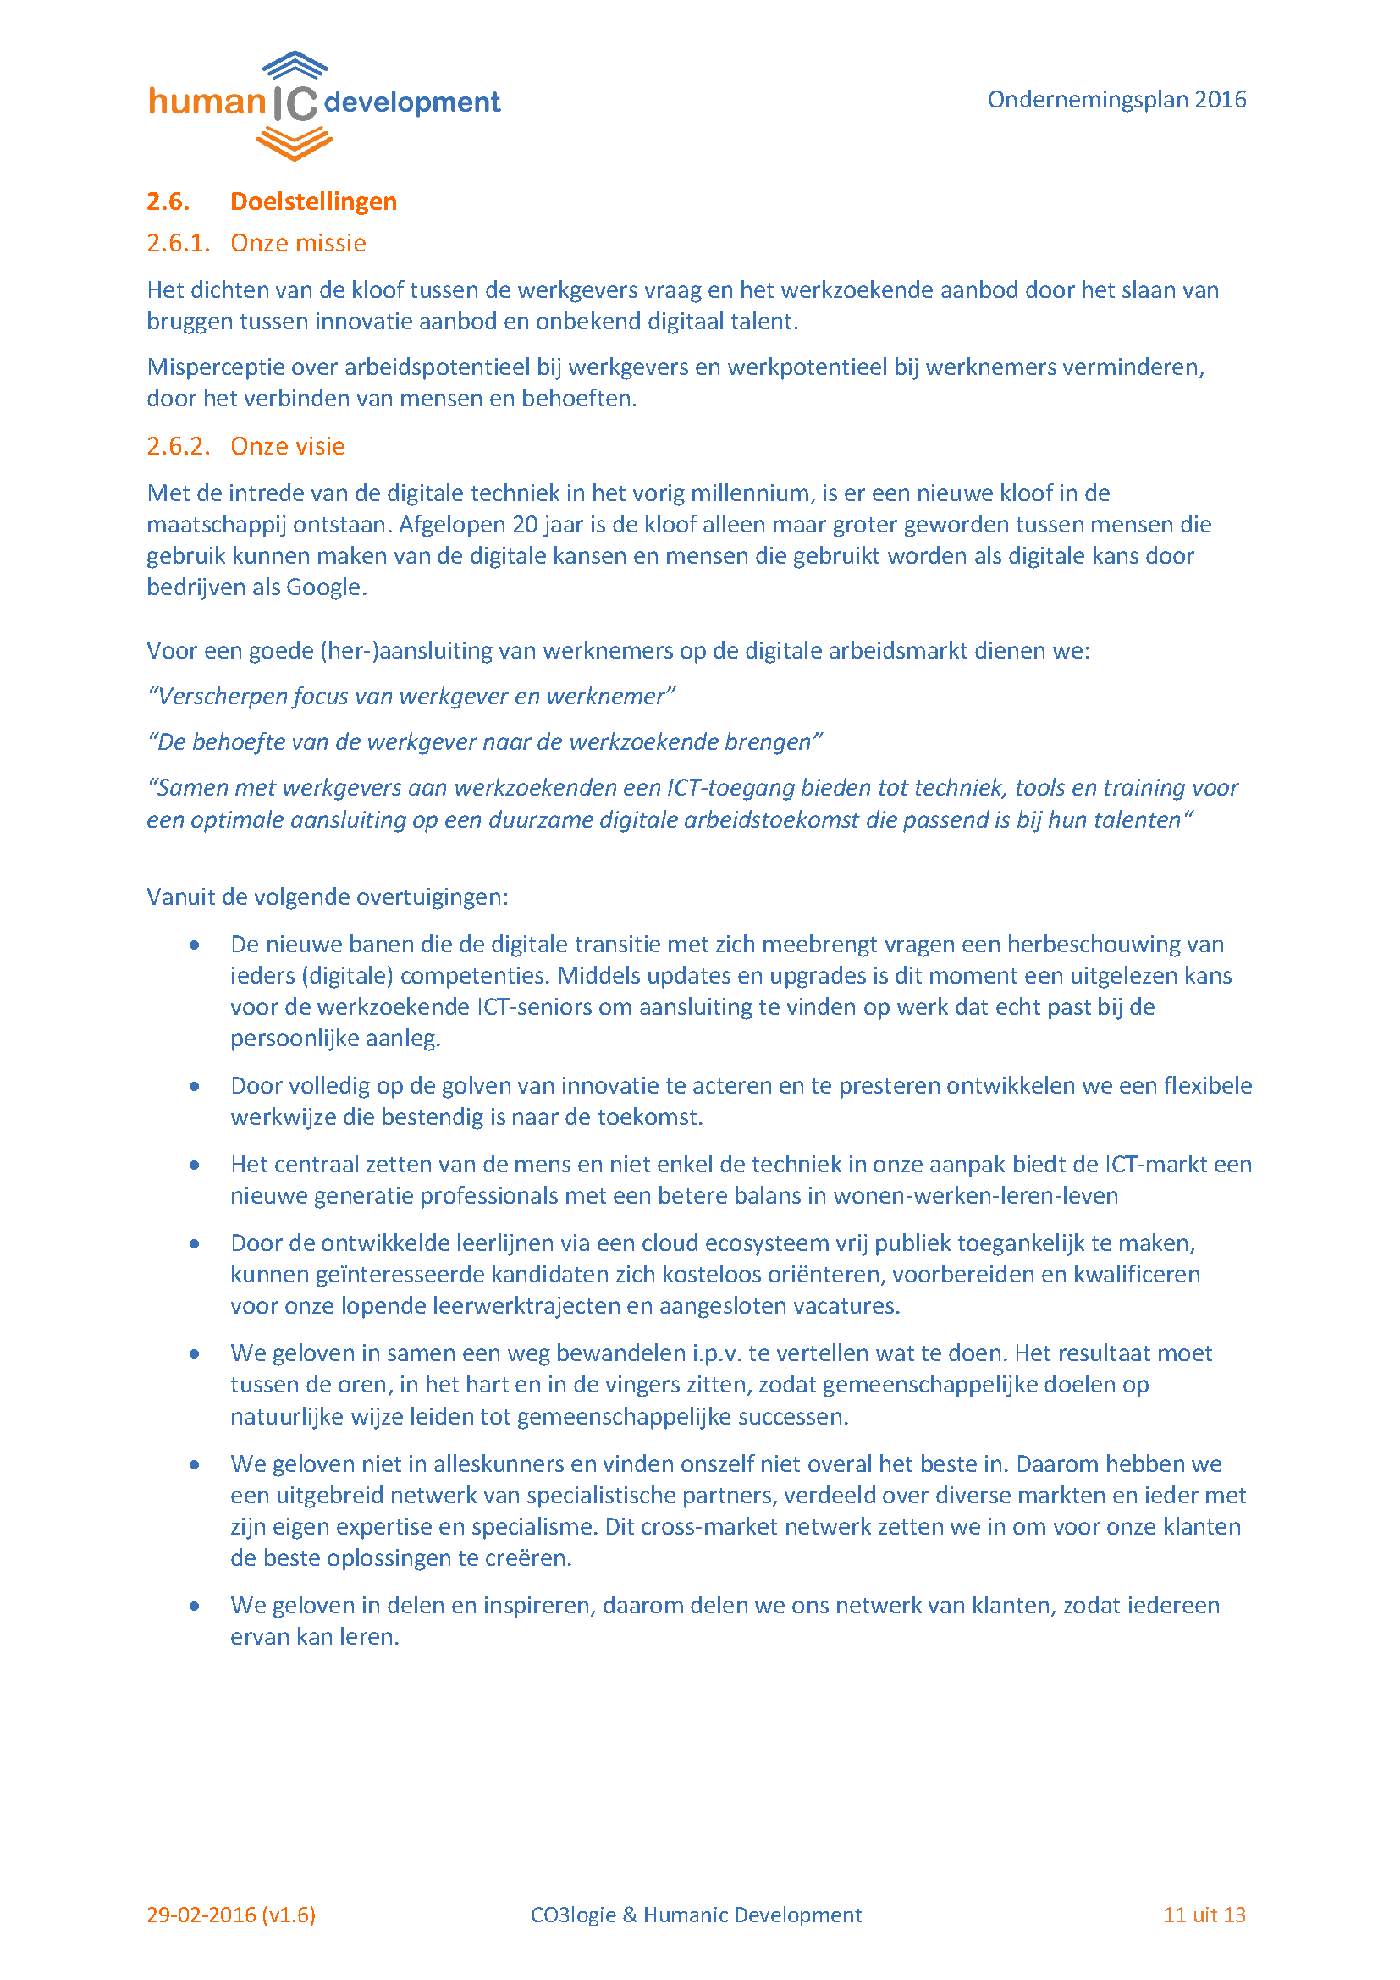 humanICdevelopment
Ondernemingsplan 2016
2.6. Doelstellingen
2.6.1. Onze missie
Het dichten van de kloof tussen de werkgevers vraag en het werkzoekende aanbod door het slaan van
bruggen tussen innovatie aanbod en onbekend digitaal talent.
Misperceptie over arbeidspotentieel bij werkgevers en werkpotentieel bij werknemers verminderen,
door het verbinden van mensen en behoeften.
2.6.2. Onze visie
Met de intrede van de digitale techniek in het vorig millennium, is er een nieuwe kloof in de
maatschappij ontstaan. Afgelopen 20 jaar is de kloof alleen maar groter geworden tussen mensen die
gebruik kunnen maken van de digitale kansen en mensen die gebruikt worden als digitale kans door
bedrijven als Google.
Voor een goede (her-)aansluiting van werknemers op de digitale arbeidsmarkt dienen we:
“Verscherpen focus van werkgever en werknemer”
“De behoefte van de werkgever naar de werkzoekende brengen”
“Samen met werkgevers aan werkzoekenden een ICT-toegang bieden tot techniek, tools en training voor
een optimale aansluiting op een duurzame digitale arbeidstoekomst die passend is bij hun talenten“
Vanuit de volgende overtuigingen:
• De nieuwe banen die de digitale transitie met zich meebrengt vragen een herbeschouwing van
ieders (digitale) competenties. Middels updates en upgrades is dit moment een uitgelezen kans
voor de werkzoekende ICT-seniors om aansluiting te vinden op werk dat echt past bij de
persoonlijke aanleg.
• Door volledig op de golven van innovatie te acteren en te presteren ontwikkelen we een flexibele
werkwijze die bestendig is naar de toekomst.
• Het centraal zetten van de mens en niet enkel de techniek in onze aanpak biedt de ICT-markt een
nieuwe generatie professionals met een betere balans in wonen-werken-leren-leven
• Door de ontwikkelde leerlijnen via een cloud ecosysteem vrij publiek toegankelijk te maken,
kunnen geïnteresseerde kandidaten zich kosteloos oriënteren, voorbereiden en kwalificeren
voor onze lopende leerwerktrajecten en aangesloten vacatures.
• We geloven in samen een weg bewandelen i.p.v. te vertellen wat te doen. Het resultaat moet
tussen de oren, in het hart en in de vingers zitten, zodat gemeenschappelijke doelen op
natuurlijke wijze leiden tot gemeenschappelijke successen.
• We geloven niet in alleskunners en vinden onszelf niet overal het beste in. Daarom hebben we
een uitgebreid netwerk van specialistische partners, verdeeld over diverse markten en ieder met
zijn eigen expertise en specialisme. Dit cross-market netwerk zetten we in om voor onze klanten
de beste oplossingen te creëren.
• We geloven in delen en inspireren, daarom delen we ons netwerk van klanten, zodat iedereen
ervan kan leren.
29-02-2016 (v1.6) CO3logie & Humanic Development 11 uit 13